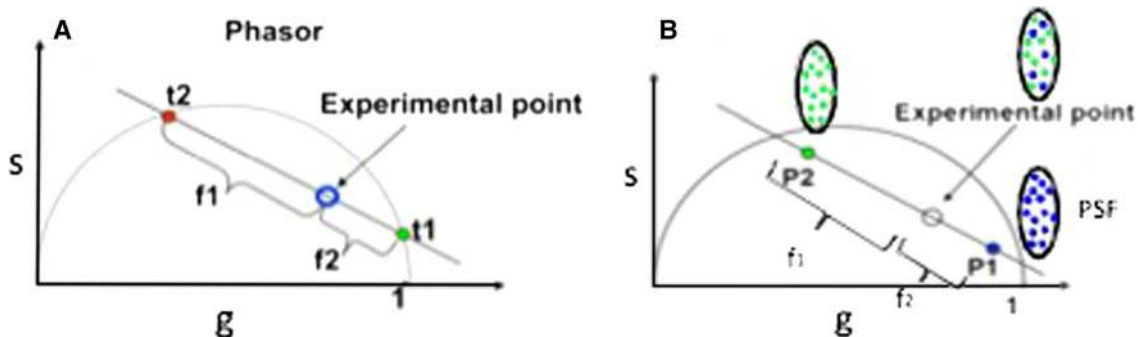 A
Phasor
t2
Experimental point
S
f1
t1
f2
1
g
B
Experimental point
S
P2
PSF
f1
P1
f2
1
g